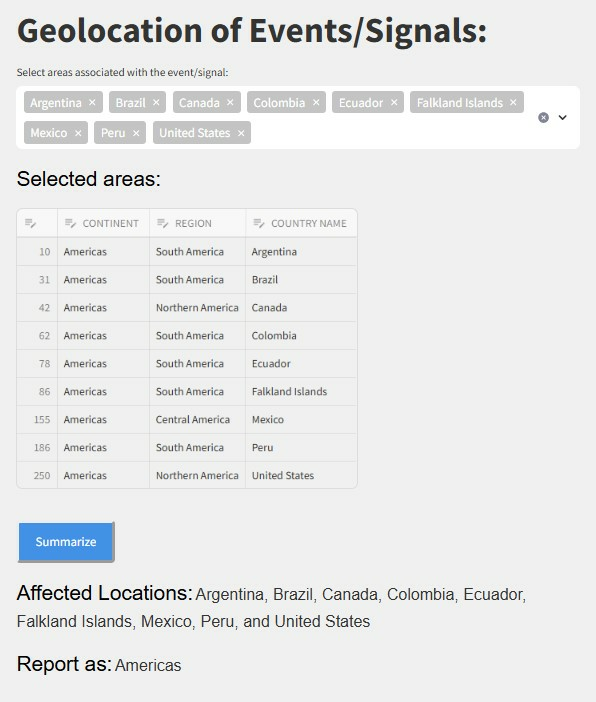 Geolocation of Events/Signals:
Select areas associated with the event/signal:
Argentina × Brazil × Canada × Colombia × Ecuador × Falkland Islands ×
Mexico × Peru × United States ×
Selected areas:
CONTINENT REGION COUNTRY NAME
10 Americas South America Argentina
31 Americas South America Brazil
42 Americas Northern America Canada
62 Americas South America Colombia
78 Americas South America Ecuador
86 Americas South America Falkland Islands
155 Americas Central America Mexico
186 Americas South America Peru
250 Americas Northern America United States
Summarize
Affected Locations: Argentina, Brazil, Canada, Colombia, Ecuador,
Falkland Islands, Mexico, Peru, and United States
Report as: Americas